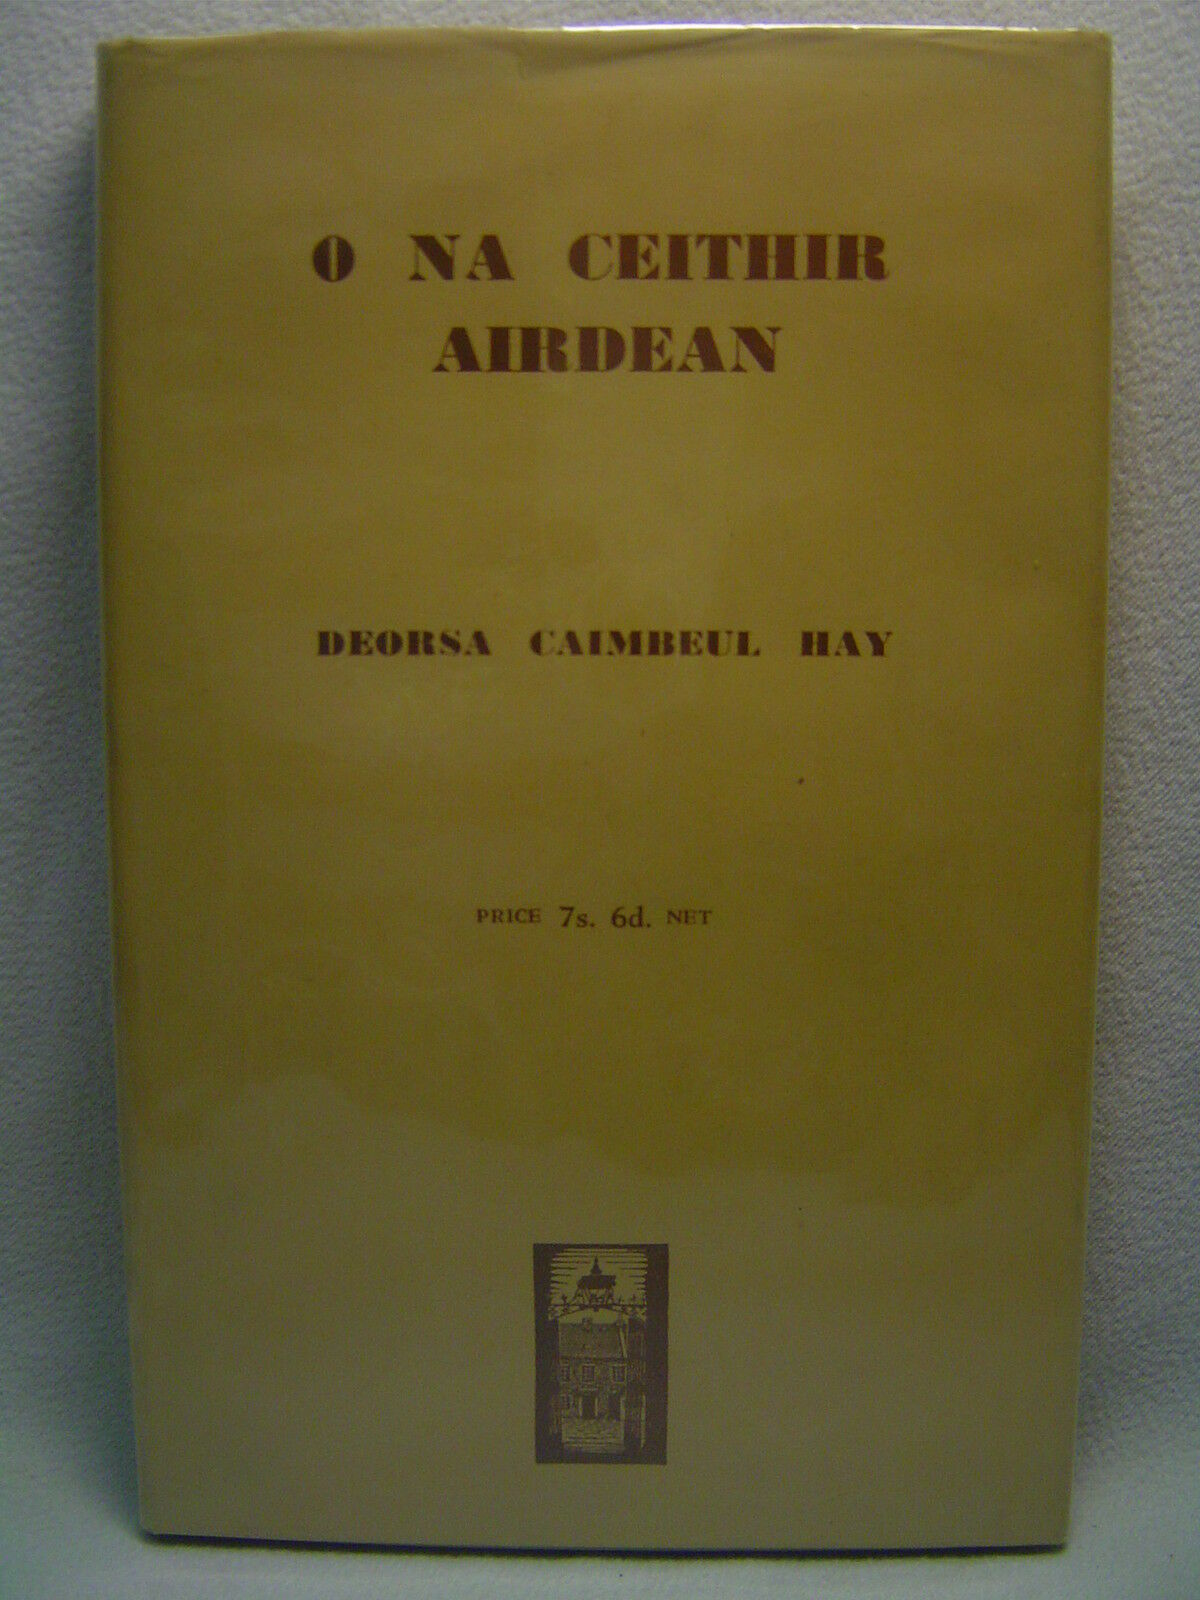 O NA CEITHIR
AIRDEAN
DEORSA CAIMBEUL HAY
PRICE 7s. 6d. NET